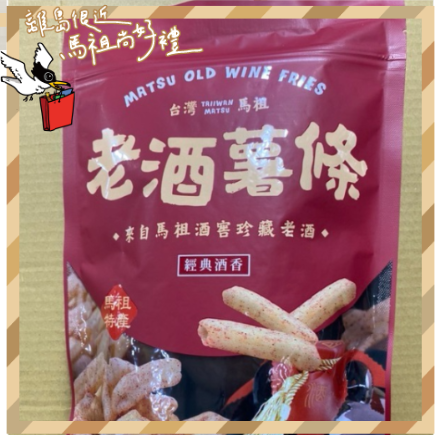 離島很近
馬祖尚好禮
MATSU OLD WINE FRIES
台灣 TAIIWAN MATSU 馬祖
老酒薯條
來自馬祖酒窖珍藏老酒
經典酒香
馬祖
特產